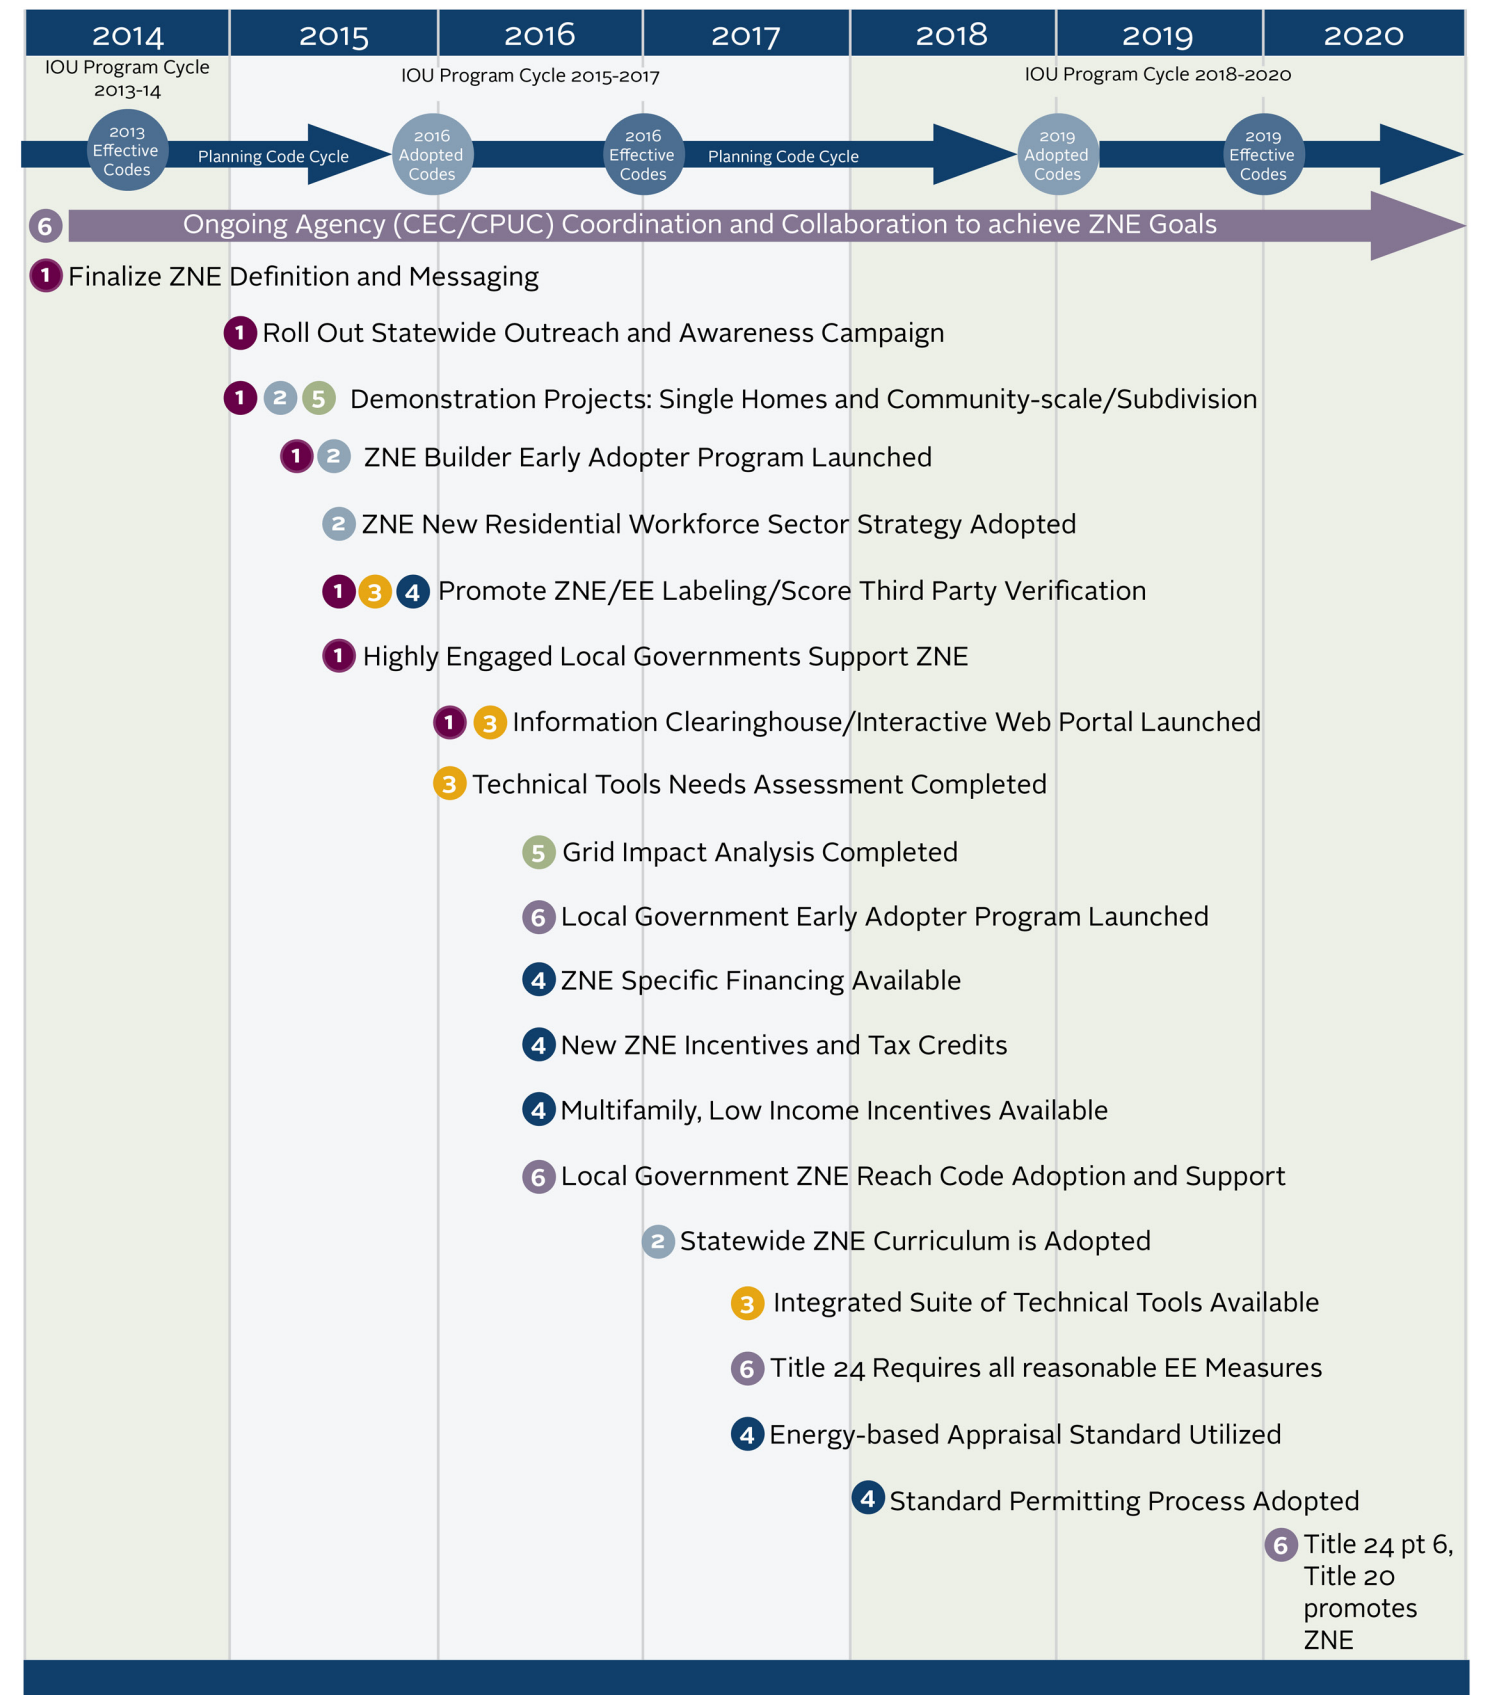 2014 2015 2016 2017 2018 2019 2020
IOU Program Cycle
2013-14
IOU Program Cycle 2015-2017
IOU Program Cycle 2018-2020
2013
Effective
Codes
Planning Code Cycle
2016
Adopted
Codes
2016
Effective
Codes
Planning Code Cycle
2019
Adopted
Codes
2019
Effective
Codes
6 Ongoing Agency (CEC/CPUC) Coordination and Collaboration to achieve ZNE Goals
1 Finalize ZNE Definition and Messaging
1 Roll Out Statewide Outreach and Awareness Campaign
1 2 5 Demonstration Projects: Single Homes and Community-scale/Subdivision
1 2 ZNE Builder Early Adopter Program Launched
2 ZNE New Residential Workforce Sector Strategy Adopted
1 3 4 Promote ZNE/EE Labeling/Score Third Party Verification
1 Highly Engaged Local Governments Support ZNE
1 3 Information Clearinghouse/Interactive Web Portal Launched
3 Technical Tools Needs Assessment Completed
5 Grid Impact Analysis Completed
6 Local Government Early Adopter Program Launched
4 ZNE Specific Financing Available
4 New ZNE Incentives and Tax Credits
4 Multifamily, Low Income Incentives Available
6 Local Government ZNE Reach Code Adoption and Support
2 Statewide ZNE Curriculum is Adopted
3 Integrated Suite of Technical Tools Available
6 Title 24 Requires all reasonable EE Measures
4 Energy-based Appraisal Standard Utilized
4 Standard Permitting Process Adopted
6 Title 24 pt 6,
Title 20
promotes
ZNE